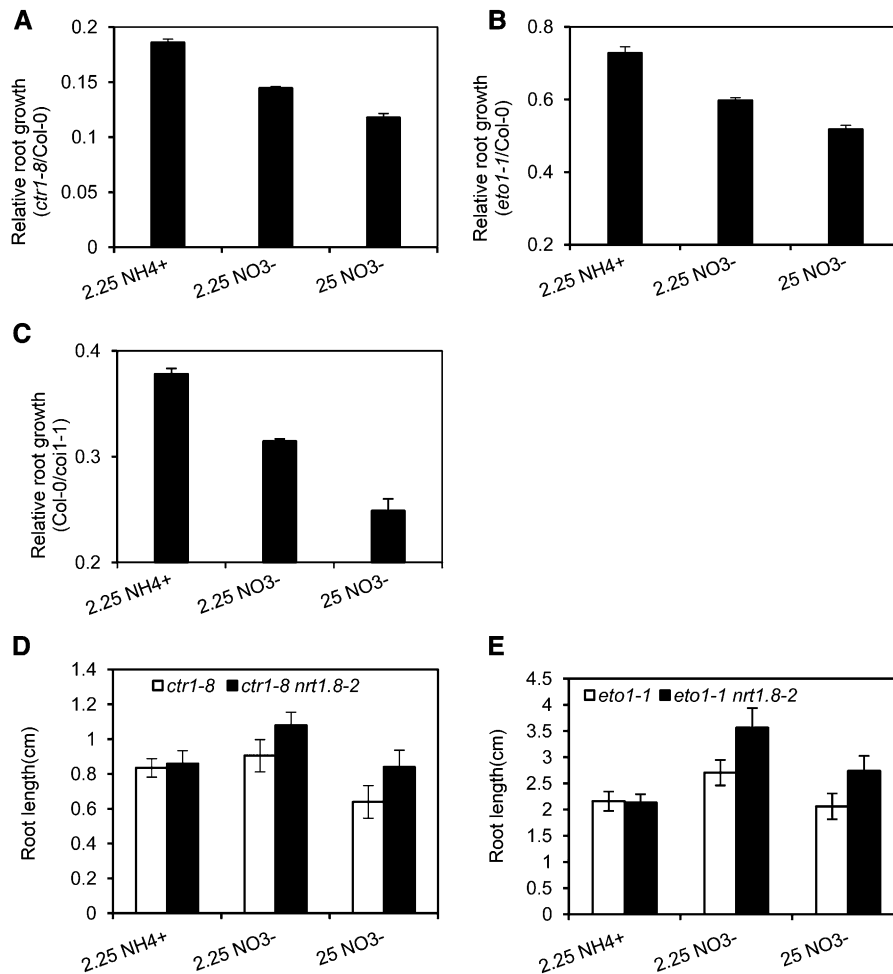 A
Relative root growth
(ctr1-8/Col-0)
0.2
0.15
0.1
0.05
0
2.25 NH4+
2.25 NO3-
25 NO3-
B
Relative root growth
(eto1-1/Col-0)
0.8
0.6
0.4
0.2
2.25 NH4+
2.25 NO3-
25 NO3-
C
Relative root growth
(Col-0/coi1-1)
0.4
0.3
0.2
2.25 NH4+
2.25 NO3-
25 NO3-
D
Root length(cm)
1.4
1.2
1
0.8
0.6
0.4
0.2
0
ctr1-8 ctr1-8 nrt1.8-2
2.25 NH4+
2.25 NO3-
25 NO3-
E
Root length(cm)
4.5
4
3.5
3
2.5
2
1.5
1
0.5
0
eto1-1 eto1-1 nrt1.8-2
2.25 NH4+
2.25 NO3-
25 NO3-